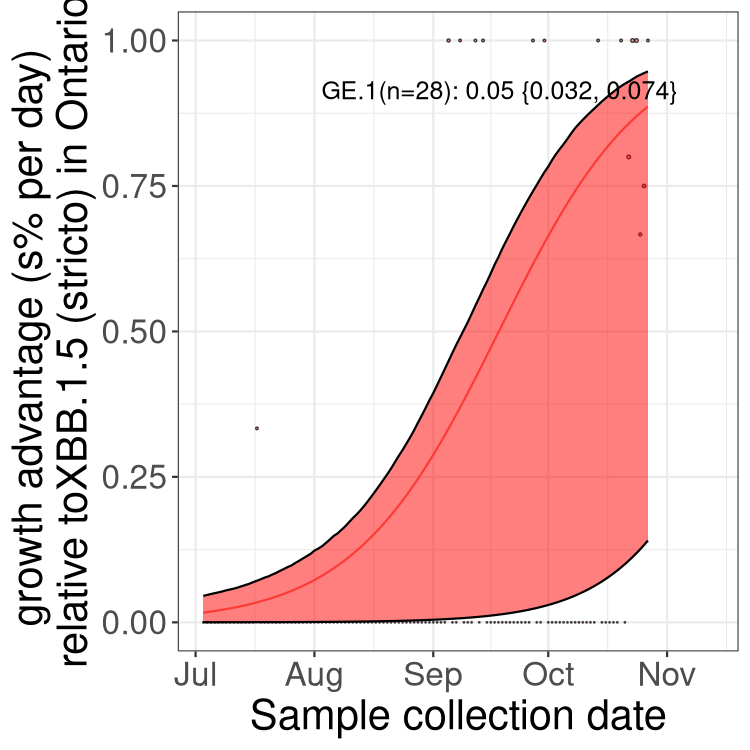 growth advantage (s% per day)
relative toXBB.1.5 (stricto) in Ontario
1.00
0.75
0.50
0.25
0.00
GE.1(n=28): 0.05 {0.032, 0.074}
Jul Aug Sep Oct Nov
Sample collection date